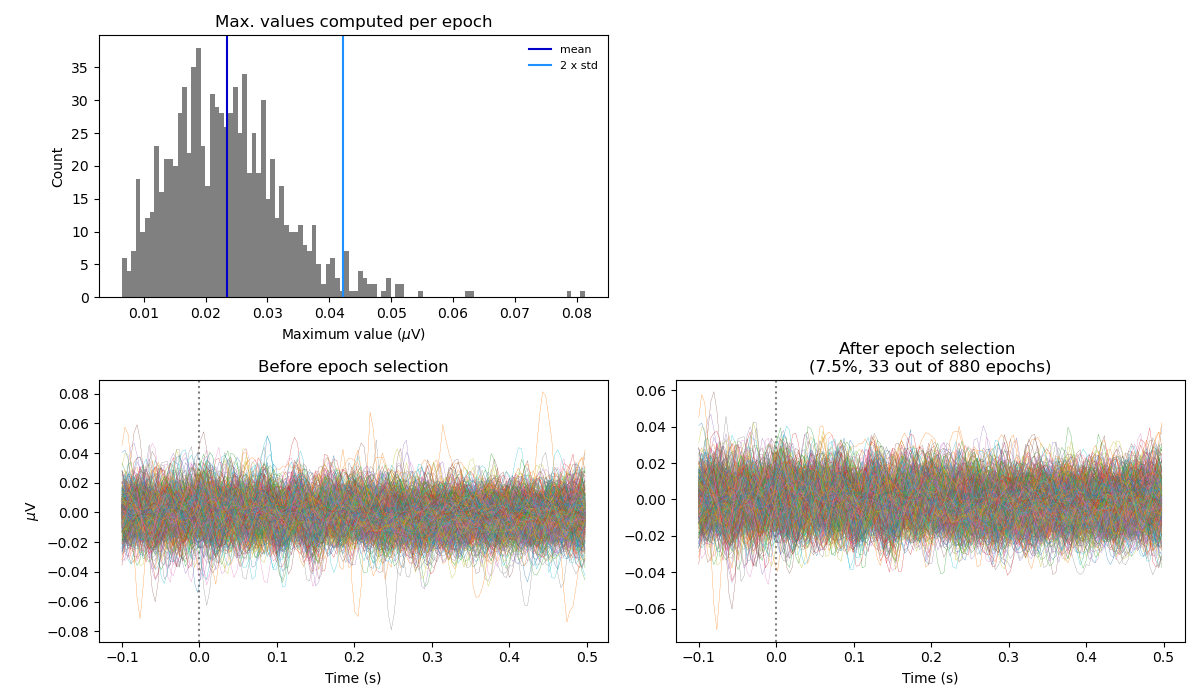 Max. values computed per epoch
mean
2 x std
Count
35
30
25
20
15
10
5
0
0.01 0.02 0.03 0.04 0.05 0.06 0.07 0.08
Maximum value (μV)
Before epoch selection
μV
0.08
0.06
0.04
0.02
0.00
−0.02
−0.04
−0.06
−0.08
−0.1 0.0 0.1 0.2 0.3 0.4 0.5
Time (s)
After epoch selection
(7.5%, 33 out of 880 epochs)
0.06
0.04
0.02
0.00
−0.02
−0.04
−0.06
−0.1 0.0 0.1 0.2 0.3 0.4 0.5
Time (s)